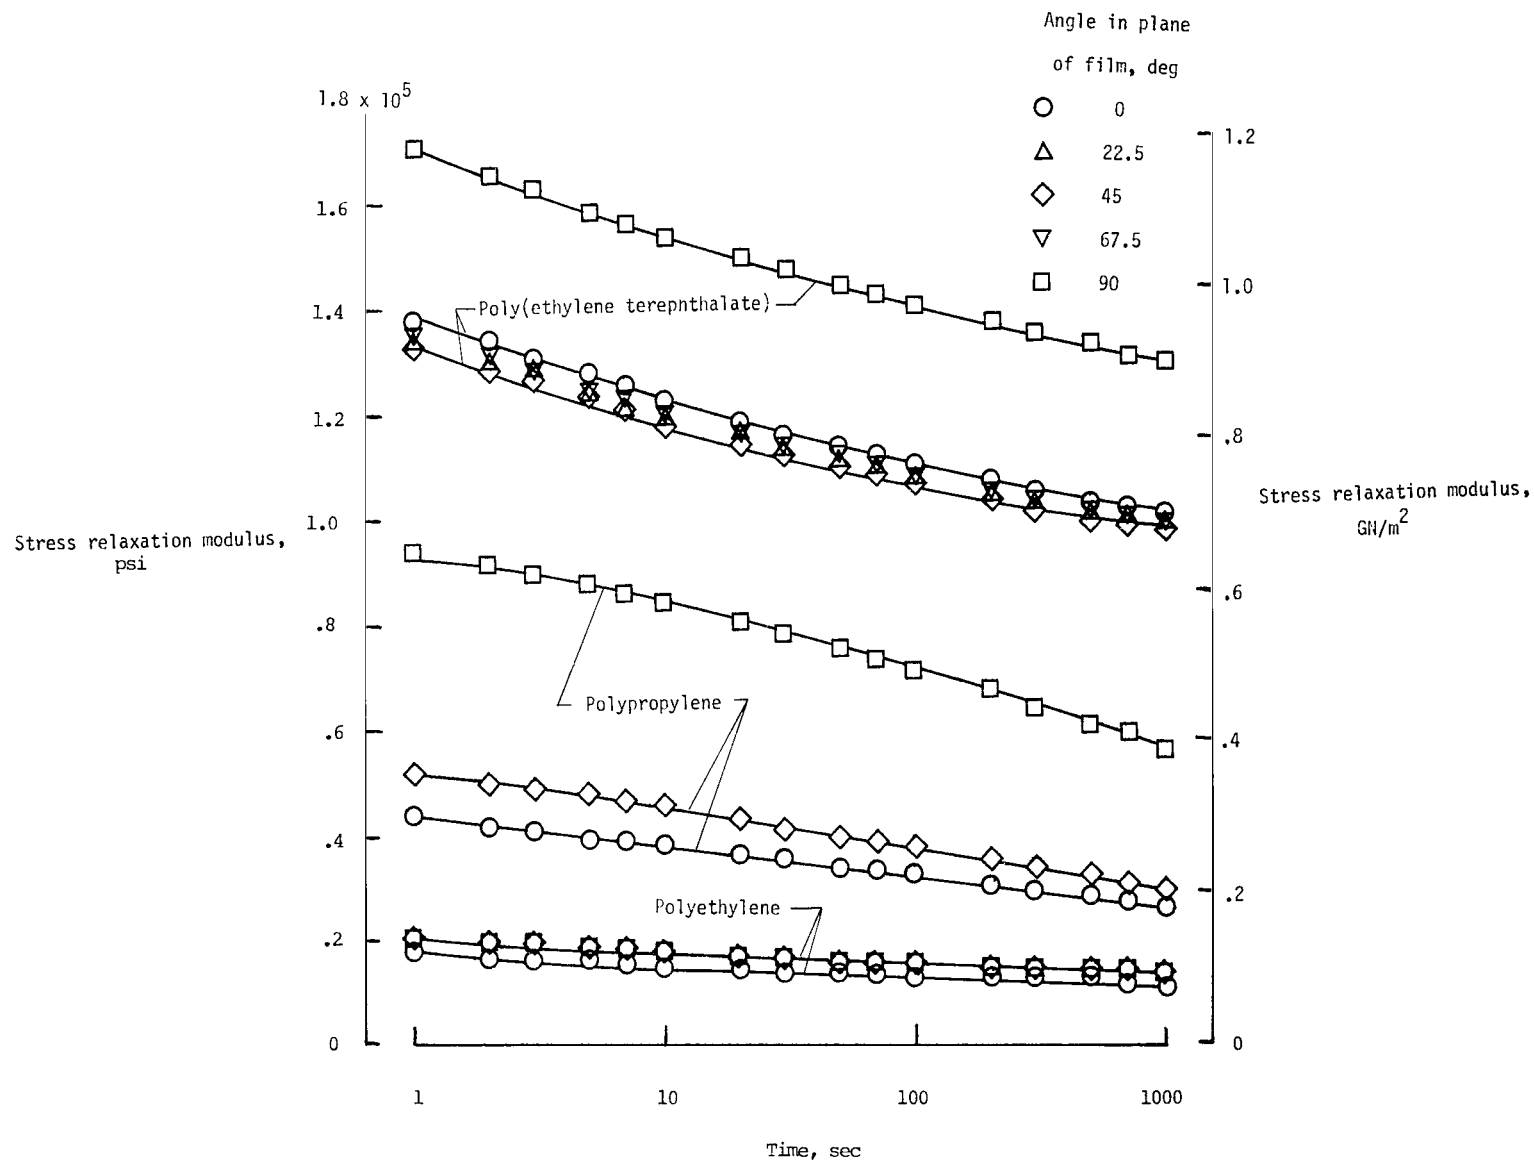 Angle in plane
of film, deg
0
22.5
45
67.5
90
1.8 x 10^5
1.6
1.4
1.2
1.0
.8
.6
.4
.2
0
Stress relaxation modulus,
psi
Poly(ethylene terephthalate)
Polypropylene
Polyethylene
1.2
1.0
.8
.6
.4
.2
0
Stress relaxation modulus,
GN/m^2
1
10
100
1000
Time, sec